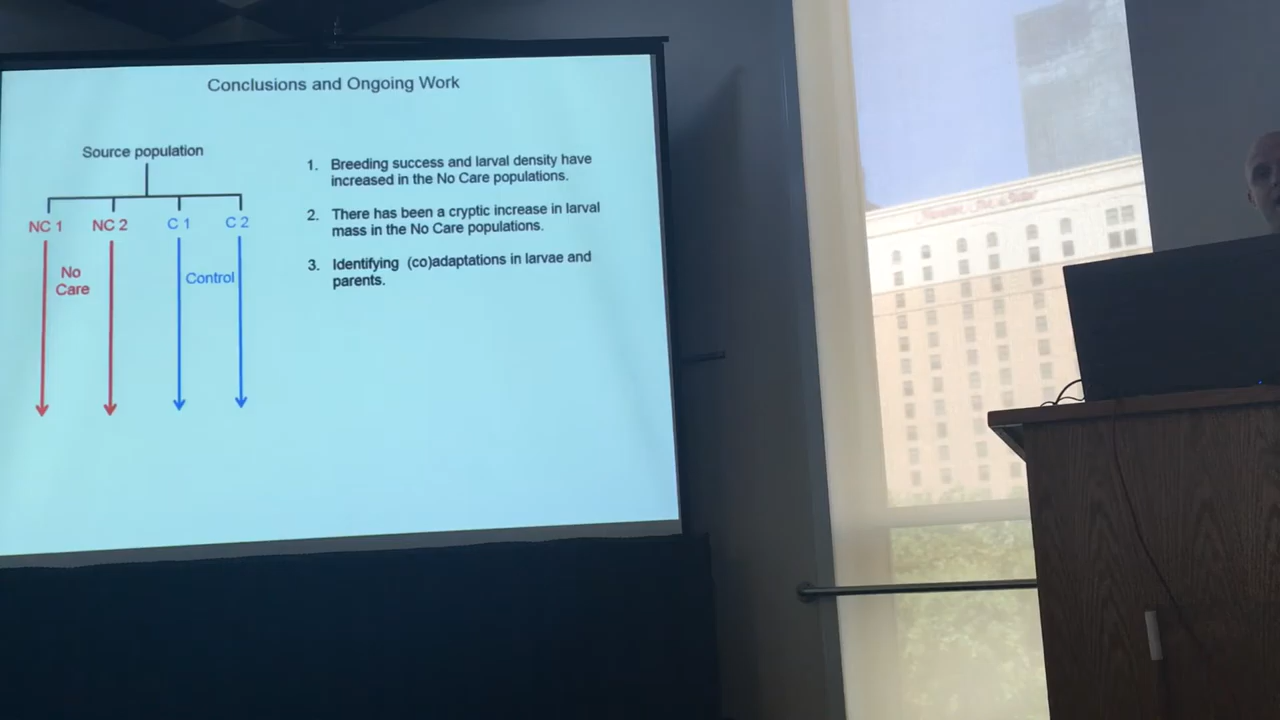 Conclusions and Ongoing Work
Source population
NC 1 NC 2 C 1 C 2
No
Care
Control
1. Breeding success and larval density have
increased in the No Care populations.
2. There has been a cryptic increase in larval
mass in the No Care populations.
3. Identifying (co)adaptations in larvae and
parents.